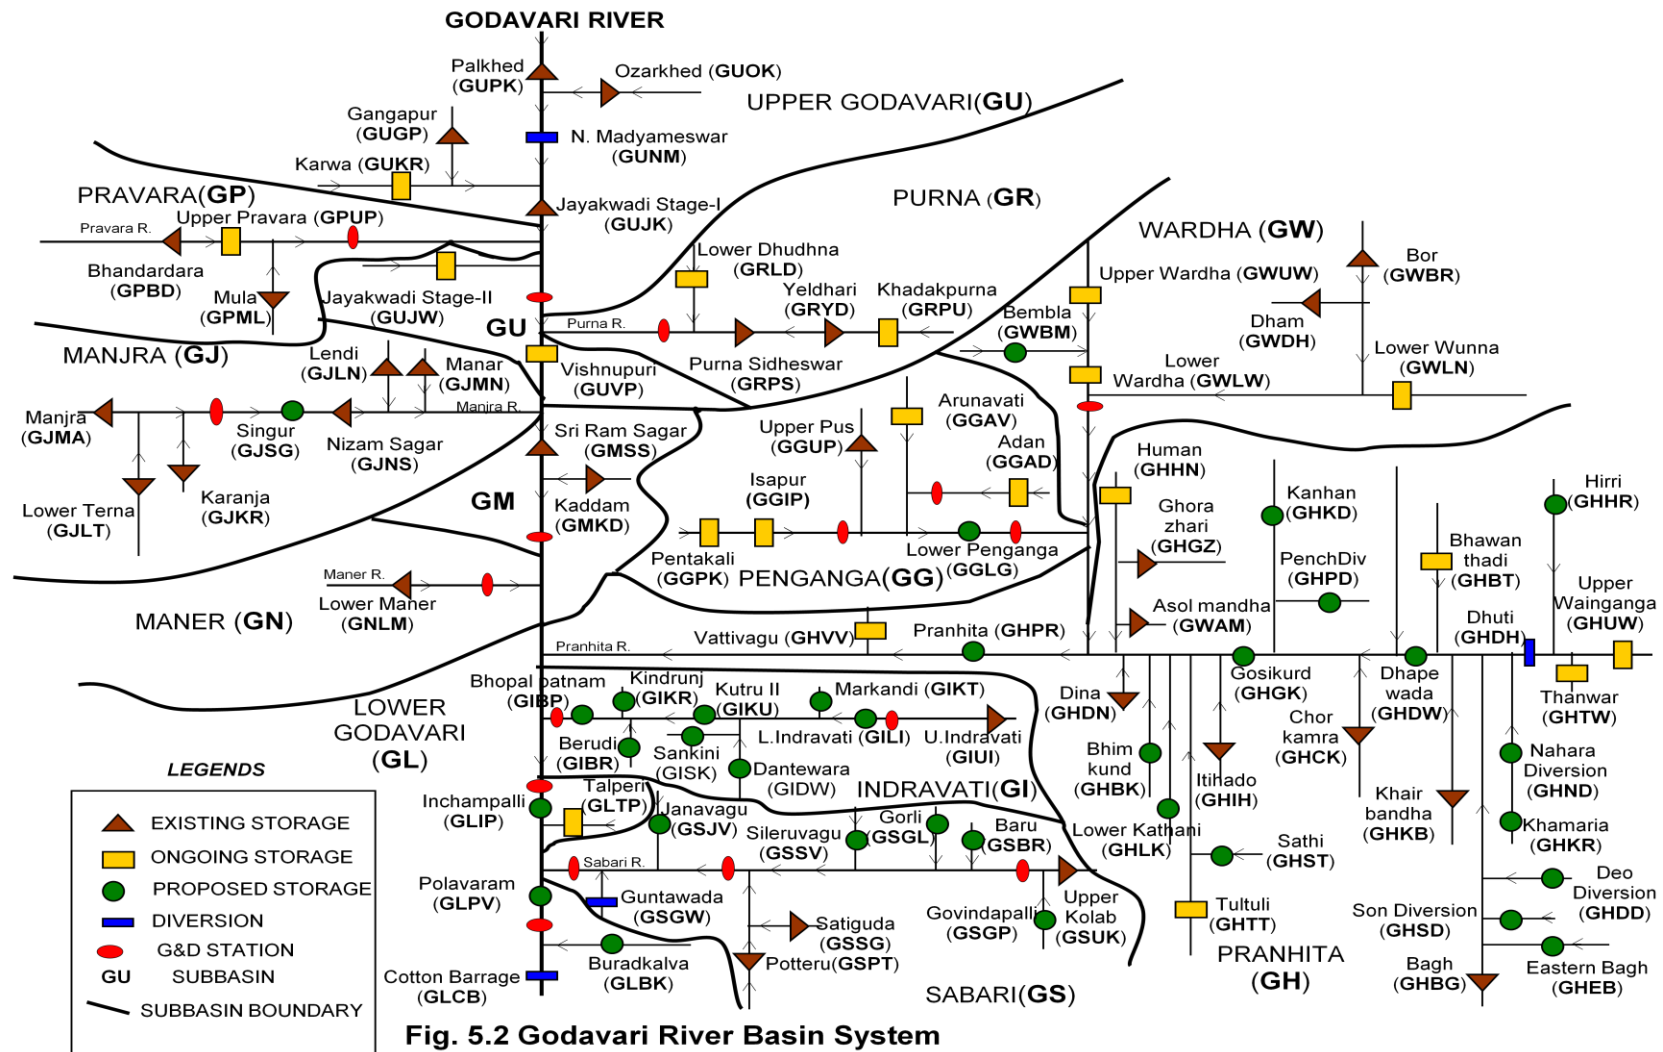 GODAVARI RIVER
Palkhed
(GUPK)
Ozarkhed (GUOK)
UPPER GODAVARI(GU)
Gangapur
(GUGP)
N. Madyameswar
(GUNM)
Karwa (GUKR)
PRAVARA(GP)
Jayakwadi Stage-I
(GUJK)
PURNA (GR)
WARDHA (GW)
Pravara R.
Upper Pravara (GPUP)
Bhandardara
(GPBD)
Mula
(GPML)
Jayakwadi Stage-II
(GUJW)
Lower Dhudhna
(GRLD)
Yeldhari
(GRYD)
Khadakpurna
(GRPU)
Upper Wardha (GWUW)
Bor
(GWBR)
Dham
(GWDH)
Bembla
(GWBM)
GU
Purna R.
Purna Sidheswar
(GRPS)
Lower
Wardha (GWLW)
Lower Wunna
(GWLN)
MANJRA (GJ)
Lendi
(GJLN)
Manar
(GJMN)
Vishnupuri
(GUVP)
Manjra
(GJMA)
Singur
(GJSG)
Nizam Sagar
(GJNS)
Manjra R.
Lower Terna
(GJLT)
Karanja
(GJKR)
Sri Ram Sagar
(GMSS)
GM
Kaddam
(GMKD)
Upper Pus
(GGUP)
Arunavati
(GGAV)
Adan
(GGAD)
Isapur
(GGIP)
Pentakali
(GGPK)
Lower Penganga
(GGLG)
PENGANGA(GG)
Human
(GHHN)
Ghora
zhari
(GHGZ)
Asol mandha
(GWAM)
Kanhan
(GHKD)
PenchDiv
(GHPD)
Bhawan
thadi
(GHBT)
Hirri
(GHHR)
Dhuti
(GHDH)
Upper
Wainganga
(GHUW)
Maner R.
Lower Maner
(GNLM)
MANER (GN)
Vattivagu (GHVV)
Pranhita (GHPR)
Pranhita R.
Dina
(GHDN)
Gosikurd
(GHGK)
Dhape
wada
(GHDW)
Thanwar
(GHTW)
Chor
kamra
(GHCK)
Bhim
kund
(GHBK)
Itihado
(GHIH)
Nahara
Diversion
(GHND)
Khair
bandha
(GHKB)
Khamaria
(GHKR)
Lower Kathani
(GHLK)
Sathi
(GHST)
Tultuli
(GHTT)
Deo
Diversion
(GHDD)
Son Diversion
(GHSD)
Bagh
(GHBG)
Eastern Bagh
(GHEB)
PRANHITA
(GH)
LOWER
GODAVARI
(GL)
Bhopal patnam
(GIBP)
Kindrunj
(GIKR)
Kutru II
(GIKU)
Markandi (GIKT)
Berudi
(GIBR)
Sankini
(GISK)
L.Indravati (GILI)
U.Indravati
(GIUI)
Dantewara
(GIDW)
INDRAVATI(GI)
Inchampalli
(GLIP)
Talperi
(GLTP)
Janavagu
(GSJV)
Sileruvagu
(GSSV)
Gorli
(GSGL)
Baru
(GSBR)
Sabari R.
Polavaram
(GLPV)
Guntawada
(GSGW)
Satiguda
(GSSG)
Govindapalli
(GSGP)
Upper
Kolab
(GSUK)
Potteru(GSPT)
Buradkalva
(GLBK)
Cotton Barrage
(GLCB)
SABARI(GS)
LEGENDS
EXISTING STORAGE
ONGOING STORAGE
PROPOSED STORAGE
DIVERSION
G&D STATION
GU SUBBASIN
SUBBASIN BOUNDARY
Fig. 5.2 Godavari River Basin System